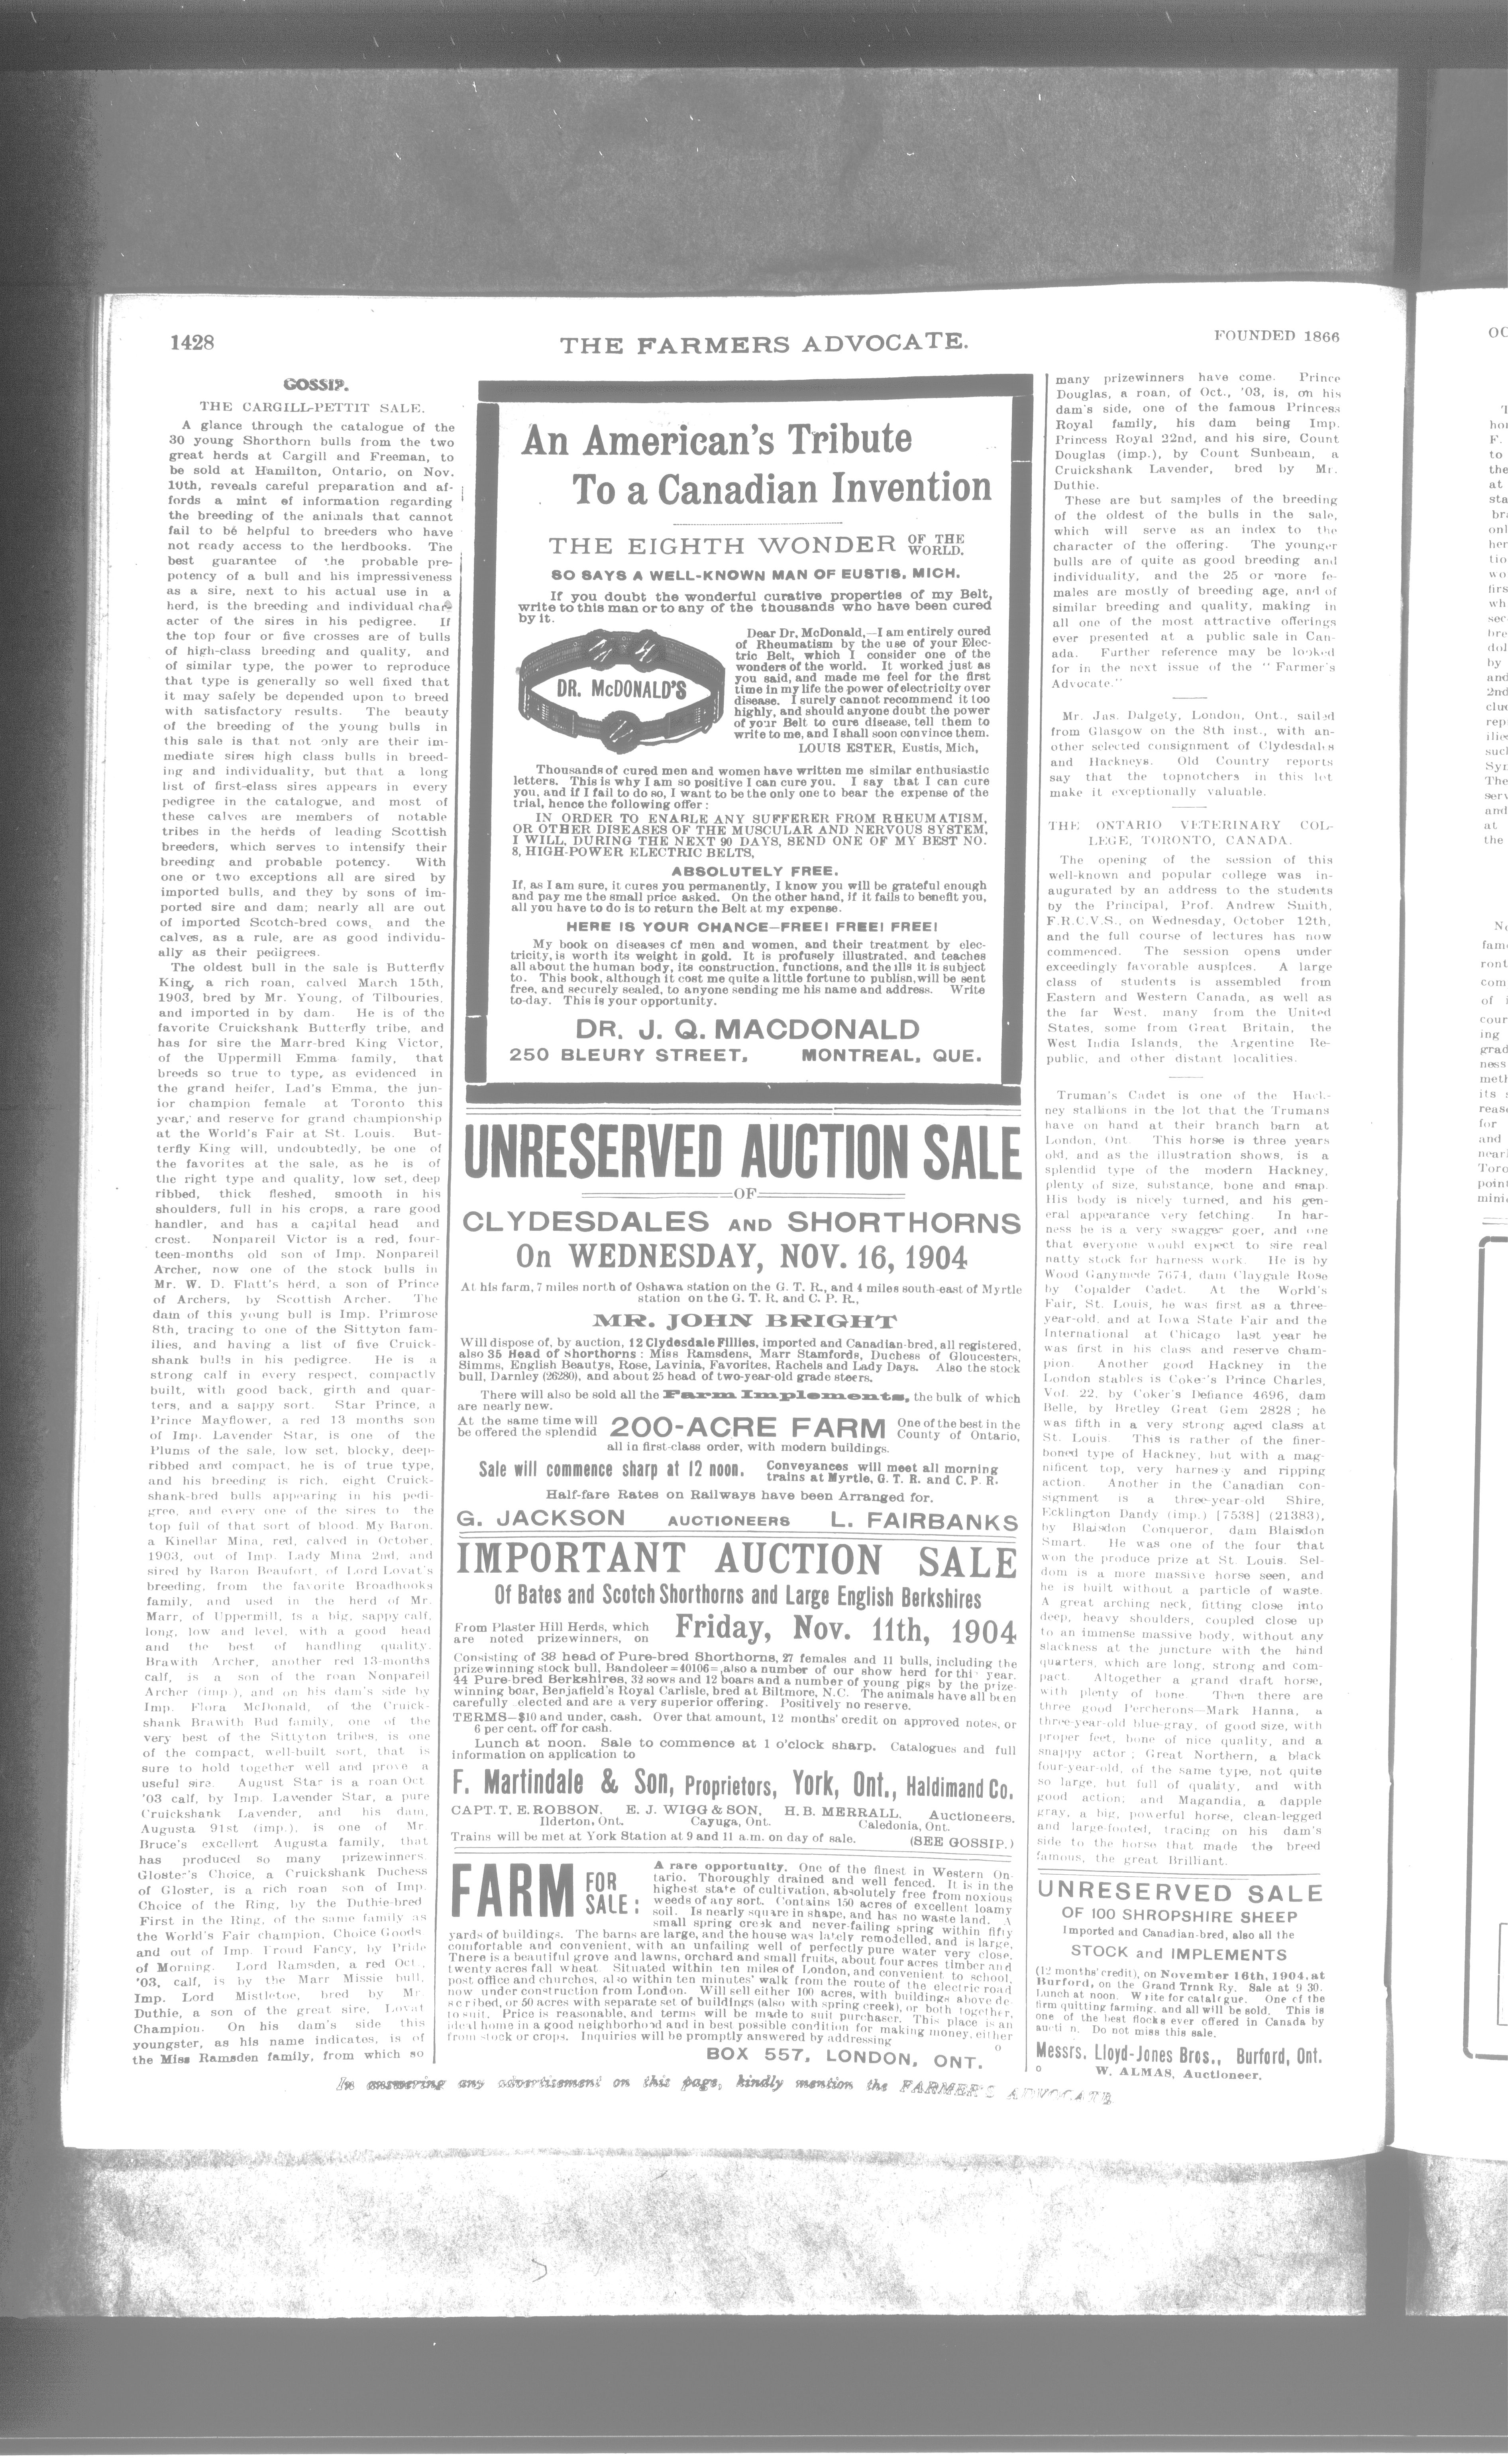 1428
THE FARMERS ADVOCATE.
FOUNDED 1866
GOSSIP.
THE CARGILL-PETTIT SALE.
A glance through the catalogue of the
30 young Shorthorn bulls from the two
great herds at Cargill and Freeman, to
be sold at Hamilton, Ontario, on Nov.
10th, reveals careful preparation and af-
fords a mint of information regarding
the breeding of the animals that cannot
fail to be helpful to breeders who have
not ready access to the herdbooks. The
best guarantee of the probable pre-
potency of a bull and his impressiveness
as a sire, next to his actual use in a
herd, is the breeding and individual char-
acter of the sires in his pedigree. If
the top four or five crosses are of bulls
of high-class breeding and quality, and
of similar type, the power to reproduce
that type is generally so well fixed that
it may safely be depended upon to breed
with satisfactory results. The beauty
of the breeding of the young bulls in
this sale is that not only are their im-
mediate sires high class bulls in breed-
ing and individuality, but that a long
list of first-class sires appears in every
pedigree in the catalogue, and most of
these calves are members of notable
tribes in the herds of leading Scottish
breeders, which serves to intensify their
breeding and probable potency. With
one or two exceptions all are sired by
imported bulls, and they by sons of im-
ported sire and dam; nearly all are out
of imported Scotch-bred cows, and the
calves, as a rule, are as good individu-
ally as their pedigrees.
The oldest bull in the sale is Butterfly
King, a rich roan, calved March 15th,
1903, bred by Mr. Young, of Tilbouries,
and imported in by dam. He is of the
favorite Cruickshank Butterfly tribe, and
has for sire the Marr-bred King Victor,
of the Uppermill Emma family, that
breeds so true to type, as evidenced in
the grand heifer, Lad's Emma, the jun-
ior champion female at Toronto this
year, and reserve for grand championship
at the World's Fair at St. Louis. But-
terfly King will, undoubtedly, be one of
the favorites at the sale, as he is of
the right type and quality, low set, deep
ribbed, thick fleshed, smooth in his
shoulders, full in his crops, a rare good
handler, and has a capital head and
crest. Nonpareil Victor is a red, four-
teen-months old son of Imp. Nonpareil
Archer, now one of the stock bulls in
Mr. W. D. Flatt's herd, a son of Prince
of Archers, by Scottish Archer. The
dam of this young bull is Imp. Primrose
8th, tracing to one of the Sittyton fam-
ilies, and having a list of five Cruick-
shank bulls in his pedigree. He is a
strong calf in every respect, compactly
built, with good back, girth and quar-
ters, and a sappy sort. Star Prince, a
Prince Mayflower, a red 13 months son
of Imp. Lavender Star, is one of the
Plums of the sale, low set, blocky, deep-
ribbed and compact, he is of true type,
and his breeding is rich, eight Cruick-
shank-bred bulls appearing in his pedi-
gree, and every one of the sires to the
top full of that sort of blood. My Baron,
a Kinellar Mina, red, calved in October,
1903, out of Imp. Lady Mina 2nd, and
sired by Baron Beaufort, of Lord Lovat's
breeding, from the favorite Broadhooks
family, and used in the herd of Mr.
Marr, of Uppermill, is a big, sappy calf,
long, low and level, with a good head
and the best of handling quality.
Brawith Archer, another red 13-months
calf, is a son of the roan Nonpareil
Archer (imp.), and on his dam's side by
Imp. Flora McDonald, of the Cruick-
shank Brawith Bud family, one of the
very best of the Sittyton tribes, is one
of the compact, well-built sort, that is
sure to hold together well and prove a
useful sire. August Star is a roan Oct.
'03 calf, by Imp. Lavender Star, a pure
Cruickshank Lavender, and his dam,
Augusta 91st (imp.), is one of Mr.
Bruce's excellent Augusta family, that
has produced so many prizewinners.
Gloster's Choice, a Cruickshank Duchess
of Gloster, is a rich roan son of Imp.
Choice of the Ring, by the Duthie-bred
First in the Ring, of the same family as
the World's Fair champion, Choice Goods,
and out of Imp. Proud Fancy, by Pride
of Morning. Lord Ramsden, a red Oct.,
'03, calf, is by the Marr Missie bull,
Imp. Lord Mistletoe, bred by Mr.
Duthie, a son of the great sire, Lovat
Champion. On his dam's side this
youngster, as his name indicates, is of
the Miss Ramsden family, from which so
An American's Tribute
To a Canadian Invention
THE EIGHTH WONDER OF THE WORLD.
SO SAYS A WELL-KNOWN MAN OF EUSTIS, MICH.
If you doubt the wonderful curative properties of my Belt,
write to this man or to any of the thousands who have been cured
by it.
DR. McDONALD'S
Dear Dr. McDonald,—I am entirely cured
of Rheumatism by the use of your Elec-
tric Belt, which I consider one of the
wonders of the world. It worked just as
you said, and made me feel for the first
time in my life the power of electricity over
disease. I surely cannot recommend it too
highly, and should anyone doubt the power
of your Belt to cure disease, tell them to
write to me, and I shall soon convince them.
LOUIS ESTER, Eustis, Mich,
Thousands of cured men and women have written me similar enthusiastic
letters. This is why I am so positive I can cure you. I say that I can cure
you, and if I fail to do so, I want to be the only one to bear the expense of the
trial, hence the following offer:
IN ORDER TO ENABLE ANY SUFFERER FROM RHEUMATISM,
OR OTHER DISEASES OF THE MUSCULAR AND NERVOUS SYSTEM,
I WILL, DURING THE NEXT 90 DAYS, SEND ONE OF MY BEST NO.
8, HIGH-POWER ELECTRIC BELTS,
ABSOLUTELY FREE.
If, as I am sure, it cures you permanently, I know you will be grateful enough
and pay me the small price asked. On the other hand, if it fails to benefit you,
all you have to do is to return the Belt at my expense.
HERE IS YOUR CHANCE—FREE! FREE! FREE!
My book on diseases of men and women, and their treatment by elec-
tricity, is worth its weight in gold. It is profusely illustrated, and teaches
all about the human body, its construction, functions, and the ills it is subject
to. This book, although it cost me quite a little fortune to publish, will be sent
free, and securely sealed, to anyone sending me his name and address. Write
to-day. This is your opportunity.
DR. J. Q. MACDONALD
250 BLEURY STREET, MONTREAL, QUE.
UNRESERVED AUCTION SALE
OF
CLYDESDALES AND SHORTHORNS
On WEDNESDAY, NOV. 16, 1904
At his farm, 7 miles north of Oshawa station on the G. T. R., and 4 miles south-east of Myrtle
station on the G. T. R. and C. P. R.,
MR. JOHN BRIGHT
Will dispose of, by auction, 12 Clydesdale Fillies, imported and Canadian-bred, all registered,
also 35 Head of Shorthorns: Miss Ramsdens, Marr Stamfords, Duchess of Gloucesters,
Simms, English Beautys, Rose, Lavinia, Favorites, Rachels and Lady Days. Also the stock
bull, Darnley (26280), and about 25 head of two-year-old grade steers.
There will also be sold all the Farm Implements, the bulk of which
are nearly new.
At the same time will be offered the splendid 200-ACRE FARM One of the best in the County of Ontario,
all in first-class order, with modern buildings.
Sale will commence sharp at 12 noon. Conveyances will meet all morning trains at Myrtle, G. T. R. and C. P. R.
Half-fare Rates on Railways have been Arranged for.
G. JACKSON AUCTIONEERS L. FAIRBANKS
IMPORTANT AUCTION SALE
Of Bates and Scotch Shorthorns and Large English Berkshires
From Plaster Hill Herds, which are noted prizewinners, on Friday, Nov. 11th, 1904
Consisting of 38 head of Pure-bred Shorthorns, 27 females and 11 bulls, including the
prizewinning stock bull, Bandoleer =40106=, also a number of our show herd for this year.
44 Pure-bred Berkshires, 32 sows and 12 boars and a number of young pigs by the prize-
winning boar, Benjafield's Royal Carlisle, bred at Biltmore, N.C. The animals have all been
carefully selected and are a very superior offering. Positively no reserve.
TERMS—$10 and under, cash. Over that amount, 12 months' credit on approved notes, or
6 per cent. off for cash.
Lunch at noon. Sale to commence at 1 o'clock sharp. Catalogues and full
information on application to
F. Martindale & Son, Proprietors, York, Ont., Haldimand Co.
CAPT. T. E. ROBSON, E. J. WIGG & SON, H. B. MERRALL, Auctioneers.
Ilderton, Ont. Cayuga, Ont. Caledonia, Ont.
Trains will be met at York Station at 9 and 11 a.m. on day of sale. (SEE GOSSIP.)
FARM FOR SALE:
A rare opportunity. One of the finest in Western On-
tario. Thoroughly drained and well fenced. It is in the
highest state of cultivation, absolutely free from noxious
weeds of any sort. Contains 150 acres of excellent loamy
soil. Is nearly square in shape, and has no waste land. A
small spring creek and never-failing spring within fifty
yards of buildings. The barns are large, and the house was lately remodelled, and is large,
comfortable and convenient, with an unfailing well of perfectly pure water very close.
There is a beautiful grove and lawns, orchard and small fruits, about four acres timber and
twenty acres fall wheat. Situated within ten miles of London, and convenient to school,
post office and churches, also within ten minutes' walk from the route of the electric road
now under construction from London. Will sell either 100 acres, with buildings above de-
scribed, or 50 acres with separate set of buildings (also with spring creek), or both together,
to suit. Price is reasonable, and terms will be made to suit purchaser. This place is an
ideal home in a good neighborhood and in best possible condition for making money, either
from stock or crops. Inquiries will be promptly answered by addressing
BOX 557, LONDON, ONT.
many prizewinners have come. Prince
Douglas, a roan, of Oct., '03, is, on his
dam's side, one of the famous Princess
Royal family, his dam being Imp.
Princess Royal 22nd, and his sire, Count
Douglas (imp.), by Count Sunbeam, a
Cruickshank Lavender, bred by Mr.
Duthie.
These are but samples of the breeding
of the oldest of the bulls in the sale,
which will serve as an index to the
character of the offering. The younger
bulls are of quite as good breeding and
individuality, and the 25 or more fe-
males are mostly of breeding age, and of
similar breeding and quality, making in
all one of the most attractive offerings
ever presented at a public sale in Can-
ada. Further reference may be looked
for in the next issue of the "Farmer's
Advocate."
Mr. Jas. Dalgety, London, Ont., sailed
from Glasgow on the 8th inst., with an-
other selected consignment of Clydesdales
and Hackneys. Old Country reports
say that the topnotchers in this lot
make it exceptionally valuable.
THE ONTARIO VETERINARY COL-
LEGE, TORONTO, CANADA.
The opening of the session of this
well-known and popular college was in-
augurated by an address to the students
by the Principal, Prof. Andrew Smith,
F.R.C.V.S., on Wednesday, October 12th,
and the full course of lectures has now
commenced. The session opens under
exceedingly favorable auspices. A large
class of students is assembled from
Eastern and Western Canada, as well as
the far West, many from the United
States, some from Great Britain, the
West India Islands, the Argentine Re-
public, and other distant localities.
Truman's Cadet is one of the Hack-
ney stallions in the lot that the Trumans
have on hand at their branch barn at
London, Ont. This horse is three years
old, and as the illustration shows, is a
splendid type of the modern Hackney,
plenty of size, substance, bone and snap.
His body is nicely turned, and his gen-
eral appearance very fetching. In har-
ness he is a very swagger goer, and one
that everyone would expect to sire real
natty stock for harness work. He is by
Wood Ganymede 7674, dam Claygale Rose
by Copalder Cadet. At the World's
Fair, St. Louis, he was first as a three-
year-old, and at Iowa State Fair and the
International at Chicago last year he
was first in his class and reserve cham-
pion. Another good Hackney in the
London stables is Coker's Prince Charles,
Vol. 22, by Coker's Defiance 4696, dam
Belle, by Bretley Great Gem 2828; he
was fifth in a very strong aged class at
St. Louis. This is rather of the finer-
boned type of Hackney, but with a mag-
nificent top, very harnesy and ripping
action. Another in the Canadian con-
signment is a three-year-old Shire,
Ecklington Dandy (imp.) [7538] (21383),
by Blaisdon Conqueror, dam Blaisdon
Smart. He was one of the four that
won the produce prize at St. Louis. Sel-
dom is a more massive horse seen, and
he is built without a particle of waste.
A great arching neck, fitting close into
deep, heavy shoulders, coupled close up
to an immense massive body, without any
slackness at the juncture with the hind
quarters, which are long, strong and com-
pact. Altogether a grand draft horse,
with plenty of bone. Then there are
three good Percherons—Mark Hanna, a
three-year-old blue-gray, of good size, with
proper feet, bone of nice quality, and a
snappy actor; Great Northern, a black
four-year-old, of the same type, not quite
so large, but full of quality, and with
good action; and Magandia, a dapple
gray, a big, powerful horse, clean-legged
and large-footed, tracing on his dam's
side to the horse that made the breed
famous, the great Brilliant.
UNRESERVED SALE
OF 100 SHROPSHIRE SHEEP
Imported and Canadian-bred, also all the
STOCK and IMPLEMENTS
(12 months' credit), on November 16th, 1904, at
Burford, on the Grand Trnnk Ry. Sale at 9 30.
Lunch at noon. Write for catalogue. One of the
firm quitting farming, and all will be sold. This is
one of the best flocks ever offered in Canada by
aucti n. Do not miss this sale.
Messrs. Lloyd-Jones Bros., Burford, Ont.
W. ALMAS, Auctioneer.
In answering any advertisement on this page, kindly mention the FARMER'S ADVOCATE